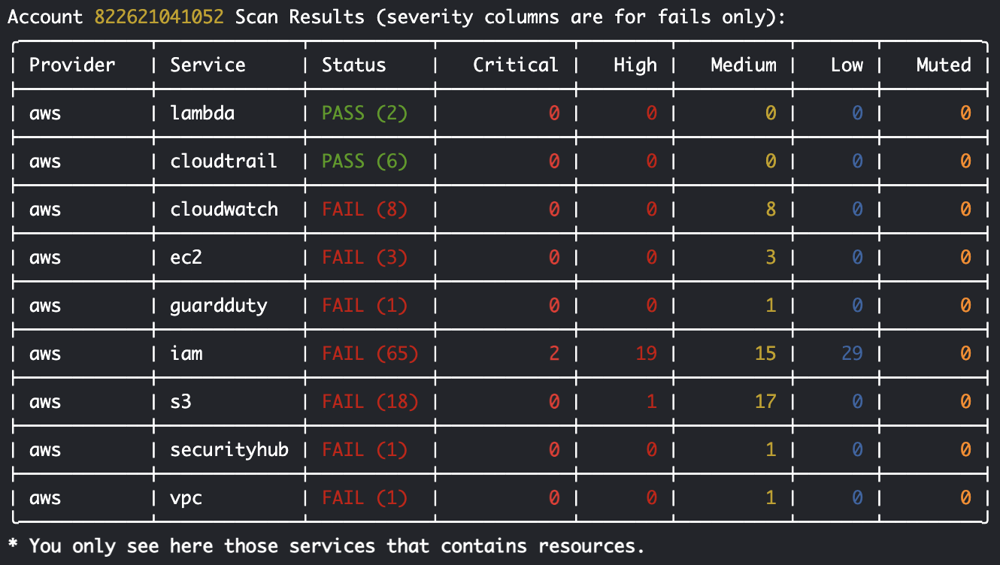 Account 822621041052 Scan Results (severity columns are for fails only):
Provider Service Status Critical High Medium Low Muted
aws lambda PASS (2) 0 0 0 0 0
aws cloudtrail PASS (6) 0 0 0 0 0
aws cloudwatch FAIL (8) 0 0 8 0 0
aws ec2 FAIL (3) 0 0 3 0 0
aws guardduty FAIL (1) 0 0 1 0 0
aws iam FAIL (65) 2 19 15 29 0
aws s3 FAIL (18) 0 1 17 0 0
aws securityhub FAIL (1) 0 0 1 0 0
aws vpc FAIL (1) 0 0 1 0 0
* You only see here those services that contains resources.